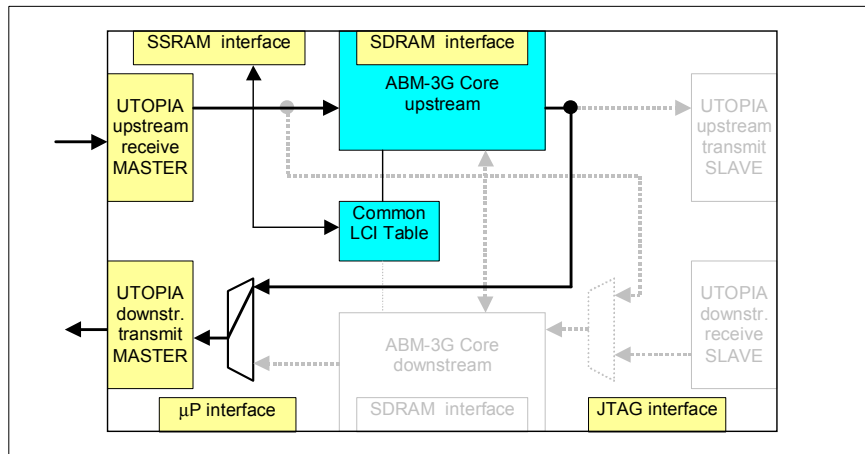 SSRAM interface
SDRAM interface
UTOPIA
upstream
receive
MASTER
ABM-3G Core
upstream
UTOPIA
upstream
transmit
SLAVE
Common
LCI Table
UTOPIA
downstr.
transmit
MASTER
ABM-3G Core
downstream
UTOPIA
downstr.
receive
SLAVE
µP interface
SDRAM interface
JTAG interface